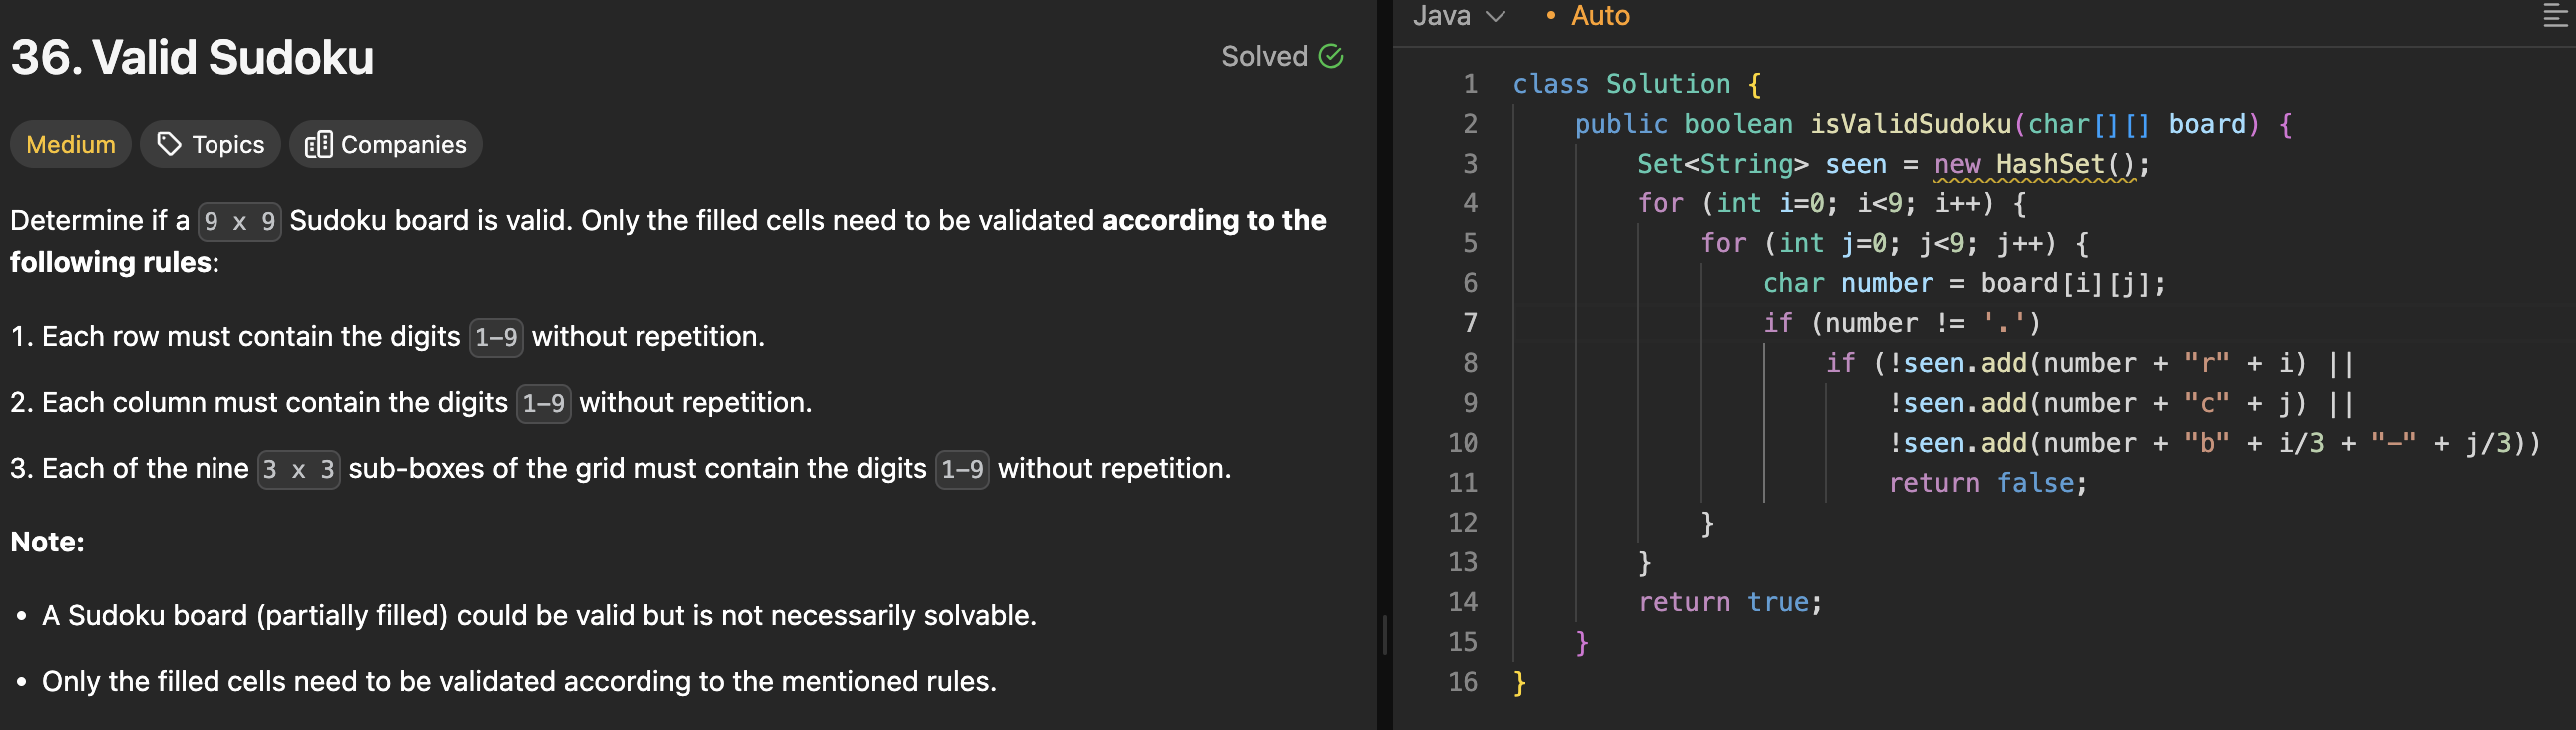 36. Valid Sudoku
Solved
Medium
Topics
Companies
Determine if a 9 x 9 Sudoku board is valid. Only the filled cells need to be validated according to the
following rules:
1. Each row must contain the digits 1-9 without repetition.
2. Each column must contain the digits 1-9 without repetition.
3. Each of the nine 3 x 3 sub-boxes of the grid must contain the digits 1-9 without repetition.
Note:
• A Sudoku board (partially filled) could be valid but is not necessarily solvable.
• Only the filled cells need to be validated according to the mentioned rules.
Java
• Auto
1 class Solution {
2     public boolean isValidSudoku(char[][] board) {
3         Set<String> seen = new HashSet();
4         for (int i=0; i<9; i++) {
5             for (int j=0; j<9; j++) {
6                 char number = board[i][j];
7                 if (number != '.')
8                     if (!seen.add(number + "r" + i) ||
9                         !seen.add(number + "c" + j) ||
10                         !seen.add(number + "b" + i/3 + "-" + j/3))
11                         return false;
12             }
13         }
14         return true;
15     }
16 }